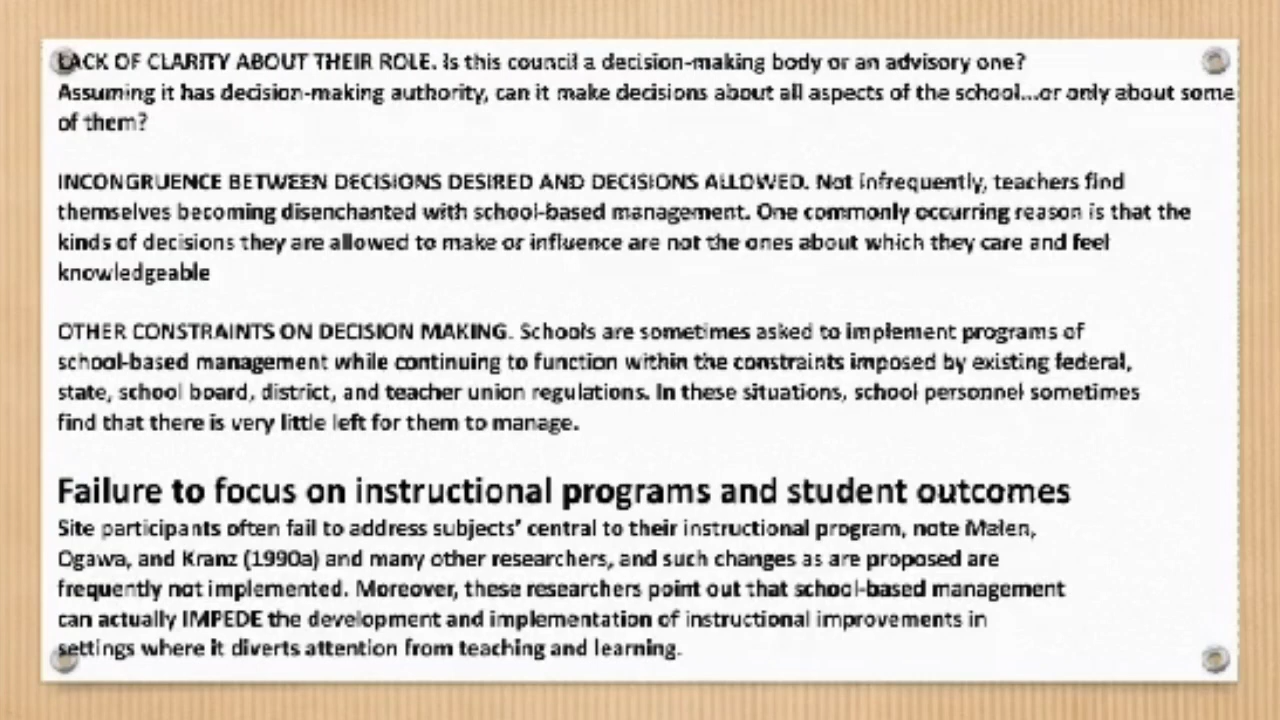 LACK OF CLARITY ABOUT THEIR ROLE. Is this council a decision-making body or an advisory one?
Assuming it has decision-making authority, can it make decisions about all aspects of the school...or only about some
of them?
INCONGRUENCE BETWEEN DECISIONS DESIRED AND DECISIONS ALLOWED. Not infrequently, teachers find
themselves becoming disenchanted with school-based management. One commonly occurring reason is that the
kinds of decisions they are allowed to make or influence are not the ones about which they care and feel
knowledgeable
OTHER CONSTRAINTS ON DECISION MAKING. Schools are sometimes asked to implement programs of
school-based management while continuing to function within the constraints imposed by existing federal,
state, school board, district, and teacher union regulations. In these situations, school personnel sometimes
find that there is very little left for them to manage.
Failure to focus on instructional programs and student outcomes
Site participants often fail to address subjects' central to their instructional program, note Malen,
Ogawa, and Kranz (1990a) and many other researchers, and such changes as are proposed are
frequently not implemented. Moreover, these researchers point out that school-based management
can actually IMPEDE the development and implementation of instructional improvements in
settings where it diverts attention from teaching and learning.